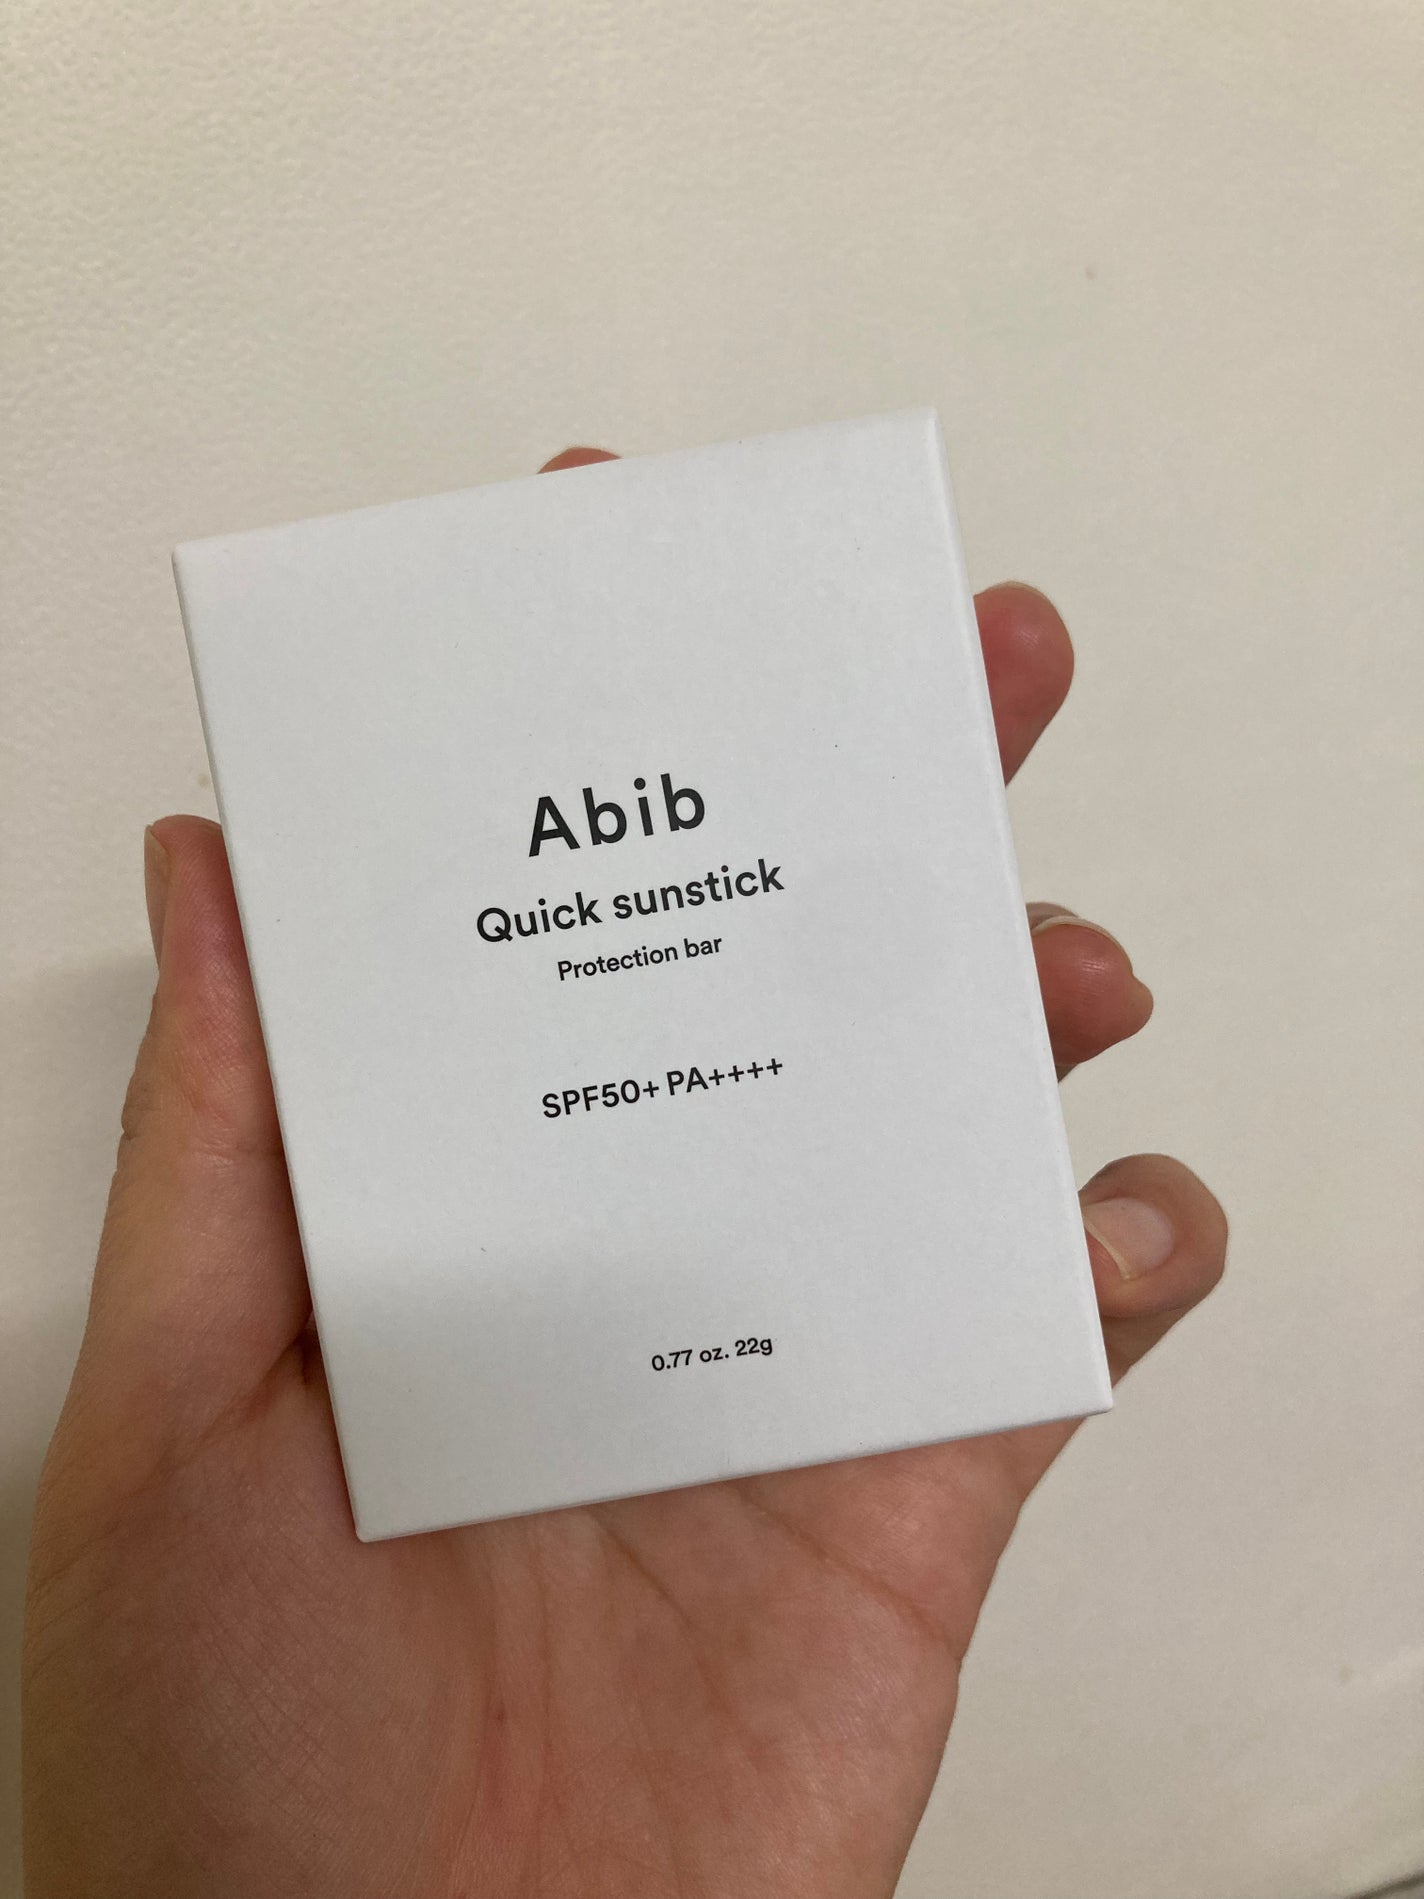 Abib
Quick sunstick
Protection bar
SPF50+ PA++++
0.77 oz. 22g